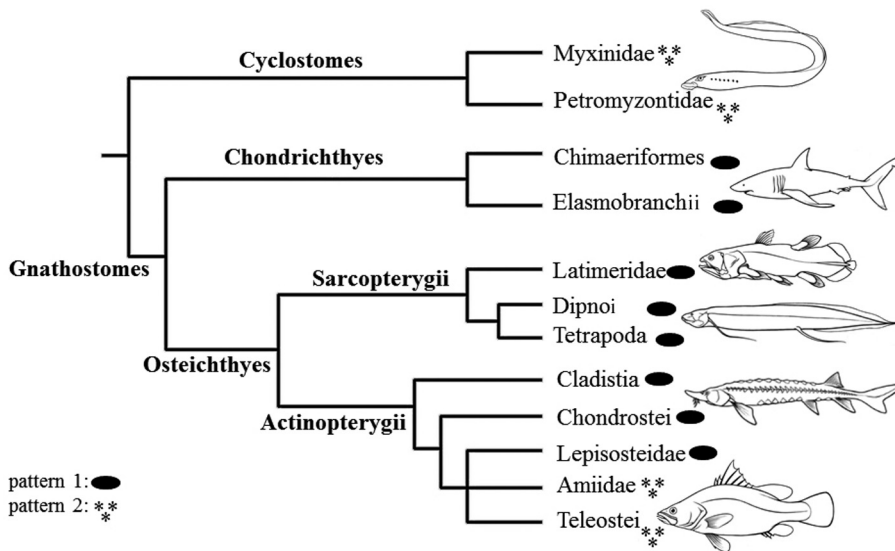 Cyclostomes
Myxinidae ***
Petromyzontidae ***
Chondrichthyes
Chimaeriformes
Elasmobranchii
Gnathostomes
Sarcopterygii
Latimeridae
Dipnoi
Tetrapoda
Osteichthyes
Actinopterygii
Cladistia
Chondrostei
Lepisosteidae
Amiidae ***
Teleostei ***
pattern 1:
pattern 2: ***